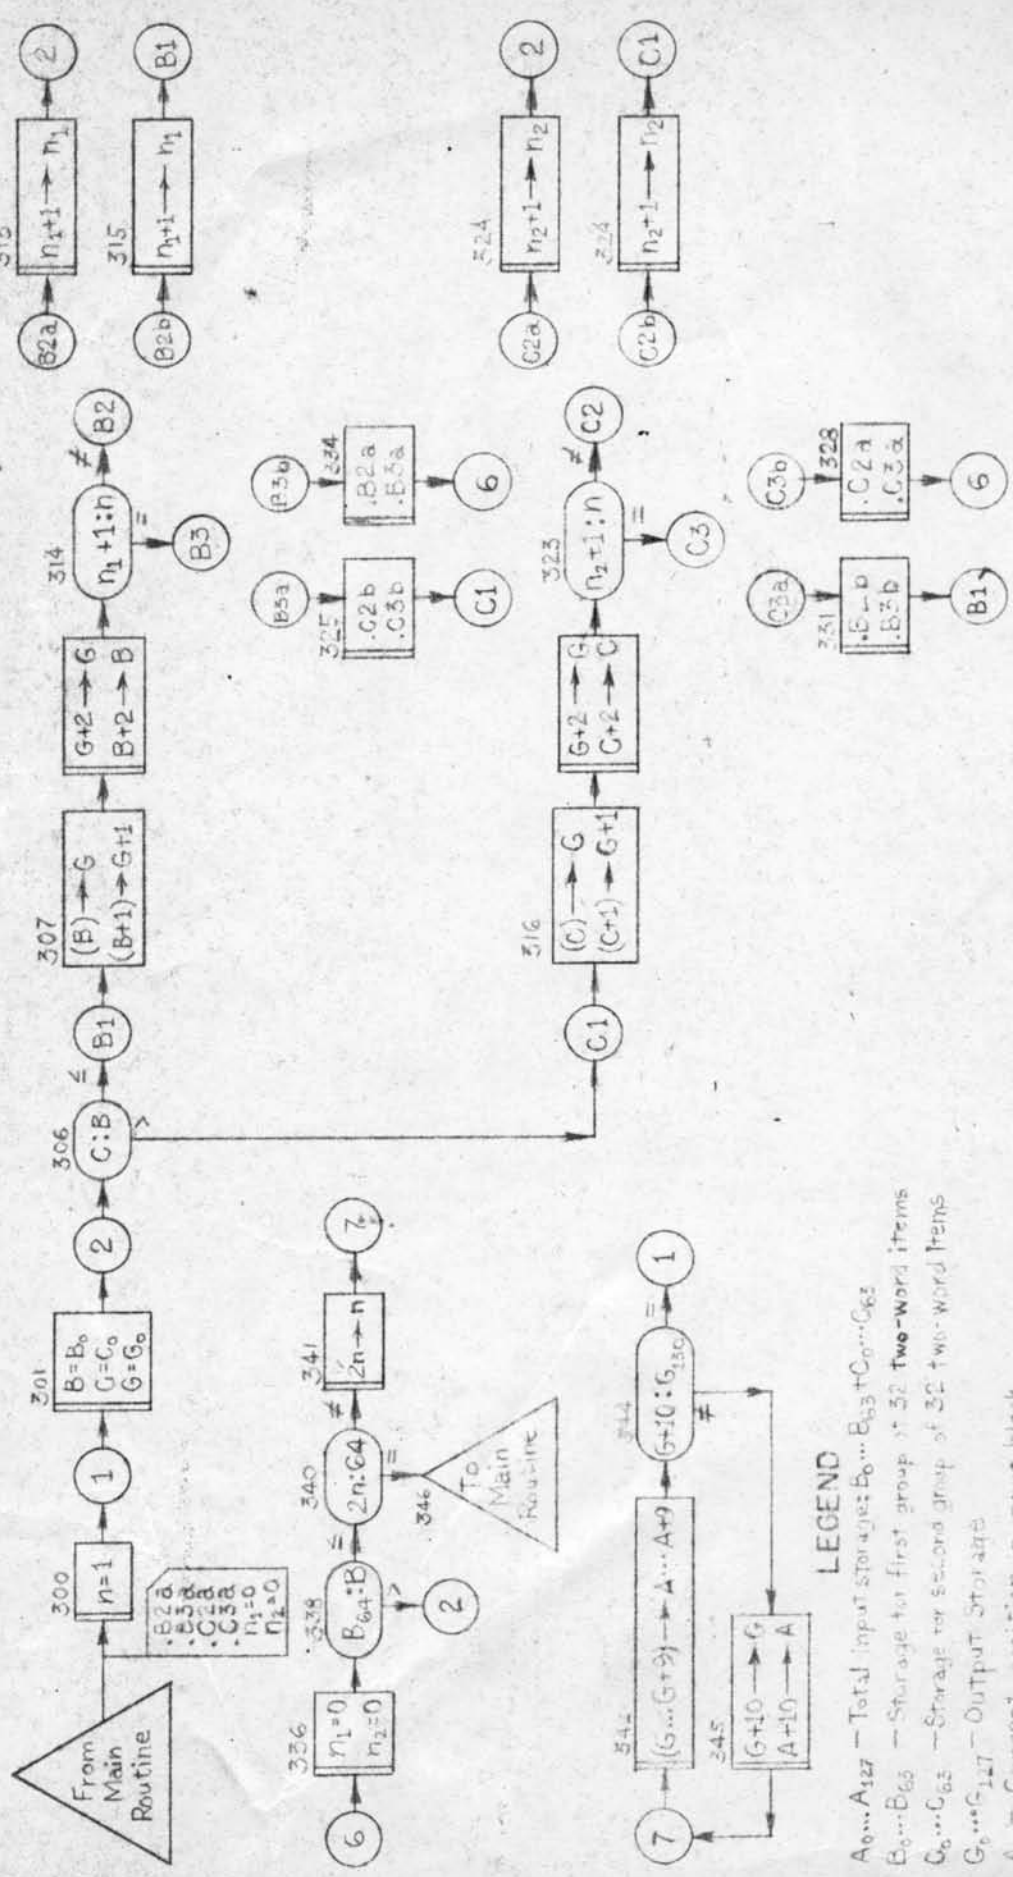 From
Main
Routine
300
n=1
1
301
B=B₀
C=C₀
G=G₀
2
306
C:B
≤
>
B1
307
(B)→G
(B+1)→G+1
G+2→G
B+2→B
314
n₁+1:n
≠
B2
=
B3
B2a
n₁+1→n₁
2
B2b
315
n₁+1→n₁
B1
·B2a
·B3a
·C2a
·C3a
n₁=0
n₂=0
B3a
325
·C2b
·C3b
C1
B3b
334
·B2a
·B3a
6
6
336
n₁=0
n₂=0
338
B₆₄:B
=
>
2
340
2n:64
≠
=
346
To
Main
Routine
341
2n→n
7
C1
316
(C)→G
(C+1)→G+1
G+2→G
C+2→C
323
n₂+1:n
≠
C2
=
C3
C2a
324
n₂+1→n₂
2
C2b
324
n₂+1→n₂
C1
C3a
331
·B3b
B1
C3b
328
·C2a
·C3a
6
7
342
(G...G+9)→A...A+9
344
G+10:G₁₃₀
=
1
≠
345
G+10→G
A+10→A
LEGEND
A₀...A₁₂₇ — Total input storage: B₀...B₆₃+C₀...C₆₃
B₀...B₆₃ — Storage for first group of 32 two-word items
C₀...C₆₃ — Storage for second group of 32 two-word items
G₀...G₁₂₇ — Output Storage